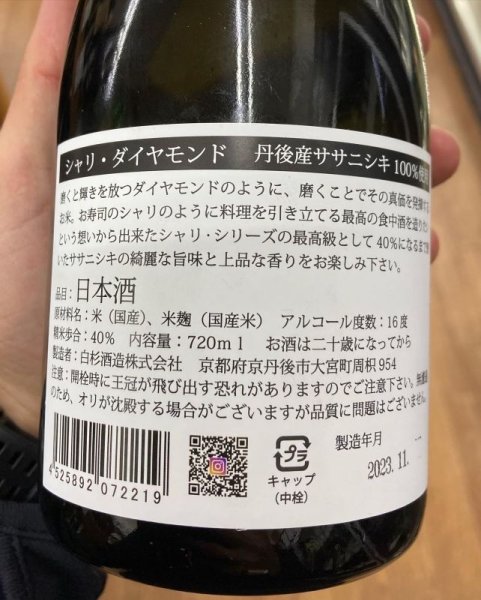 シャリ・ダイヤモンド 丹後産ササニシキ 100%使用
磨くと輝きを放つダイヤモンドのように、磨くことでその真価を発揮する
お米。お寿司のシャリのように料理を引き立てる最高の食中酒を造りたい
という想いから出来たシャリ・シリーズの最高級として40%になるまで磨
いたササニシキの綺麗な旨味と上品な香りをお楽しみ下さい。
品目:日本酒
原材料名:米(国産)、米麹(国産米) アルコール度数:16度
精米歩合:40% 内容量:720ml お酒は二十歳になってから
製造者:白杉酒造株式会社 京都府京丹後市大宮町周枳954
注意:開栓時に王冠が飛び出す恐れがありますのでご注意下さい。無濾過
のため、オリが沈殿する場合がございますが品質に問題はございません。
プラ
キャップ
(中栓)
製造年月
2023.11.
4 525892 072219